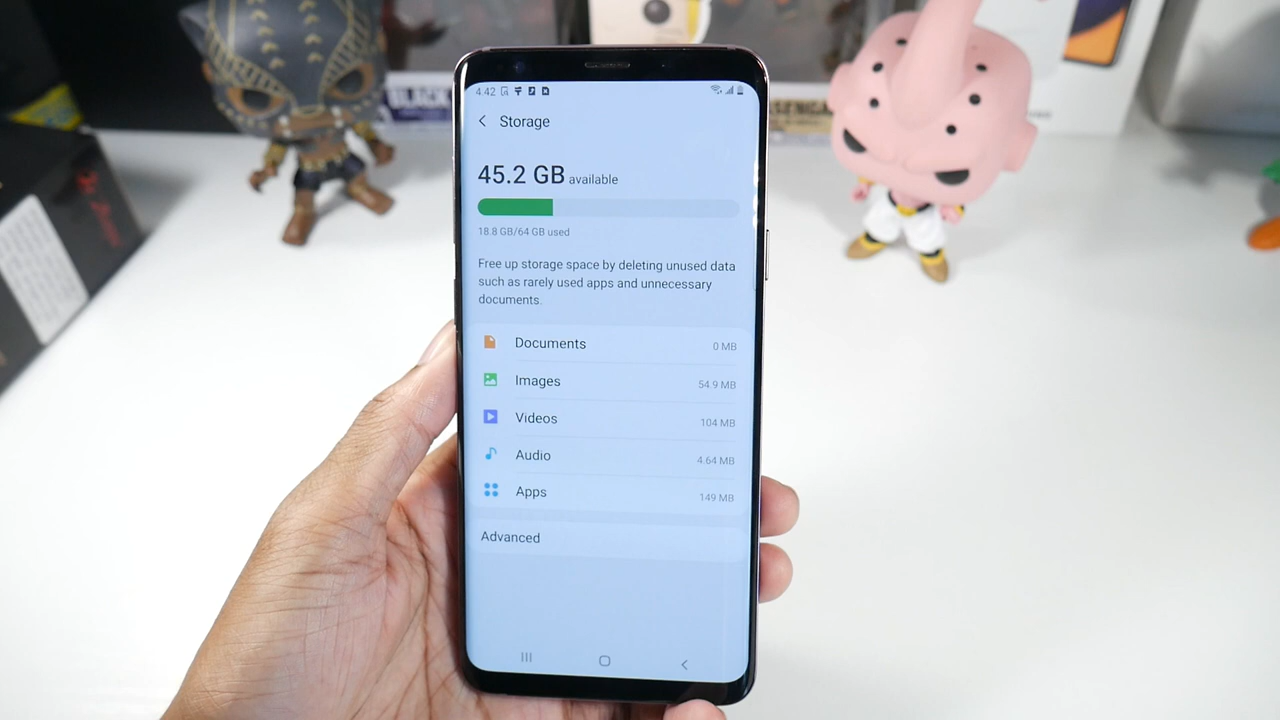 BLACK
SENGA
4:42
Storage
45.2 GB available
18.8 GB/64 GB used
Free up storage space by deleting unused data
such as rarely used apps and unnecessary
documents.
Documents 0 MB
Images 54.9 MB
Videos 104 MB
Audio 4.64 MB
Apps 149 MB
Advanced